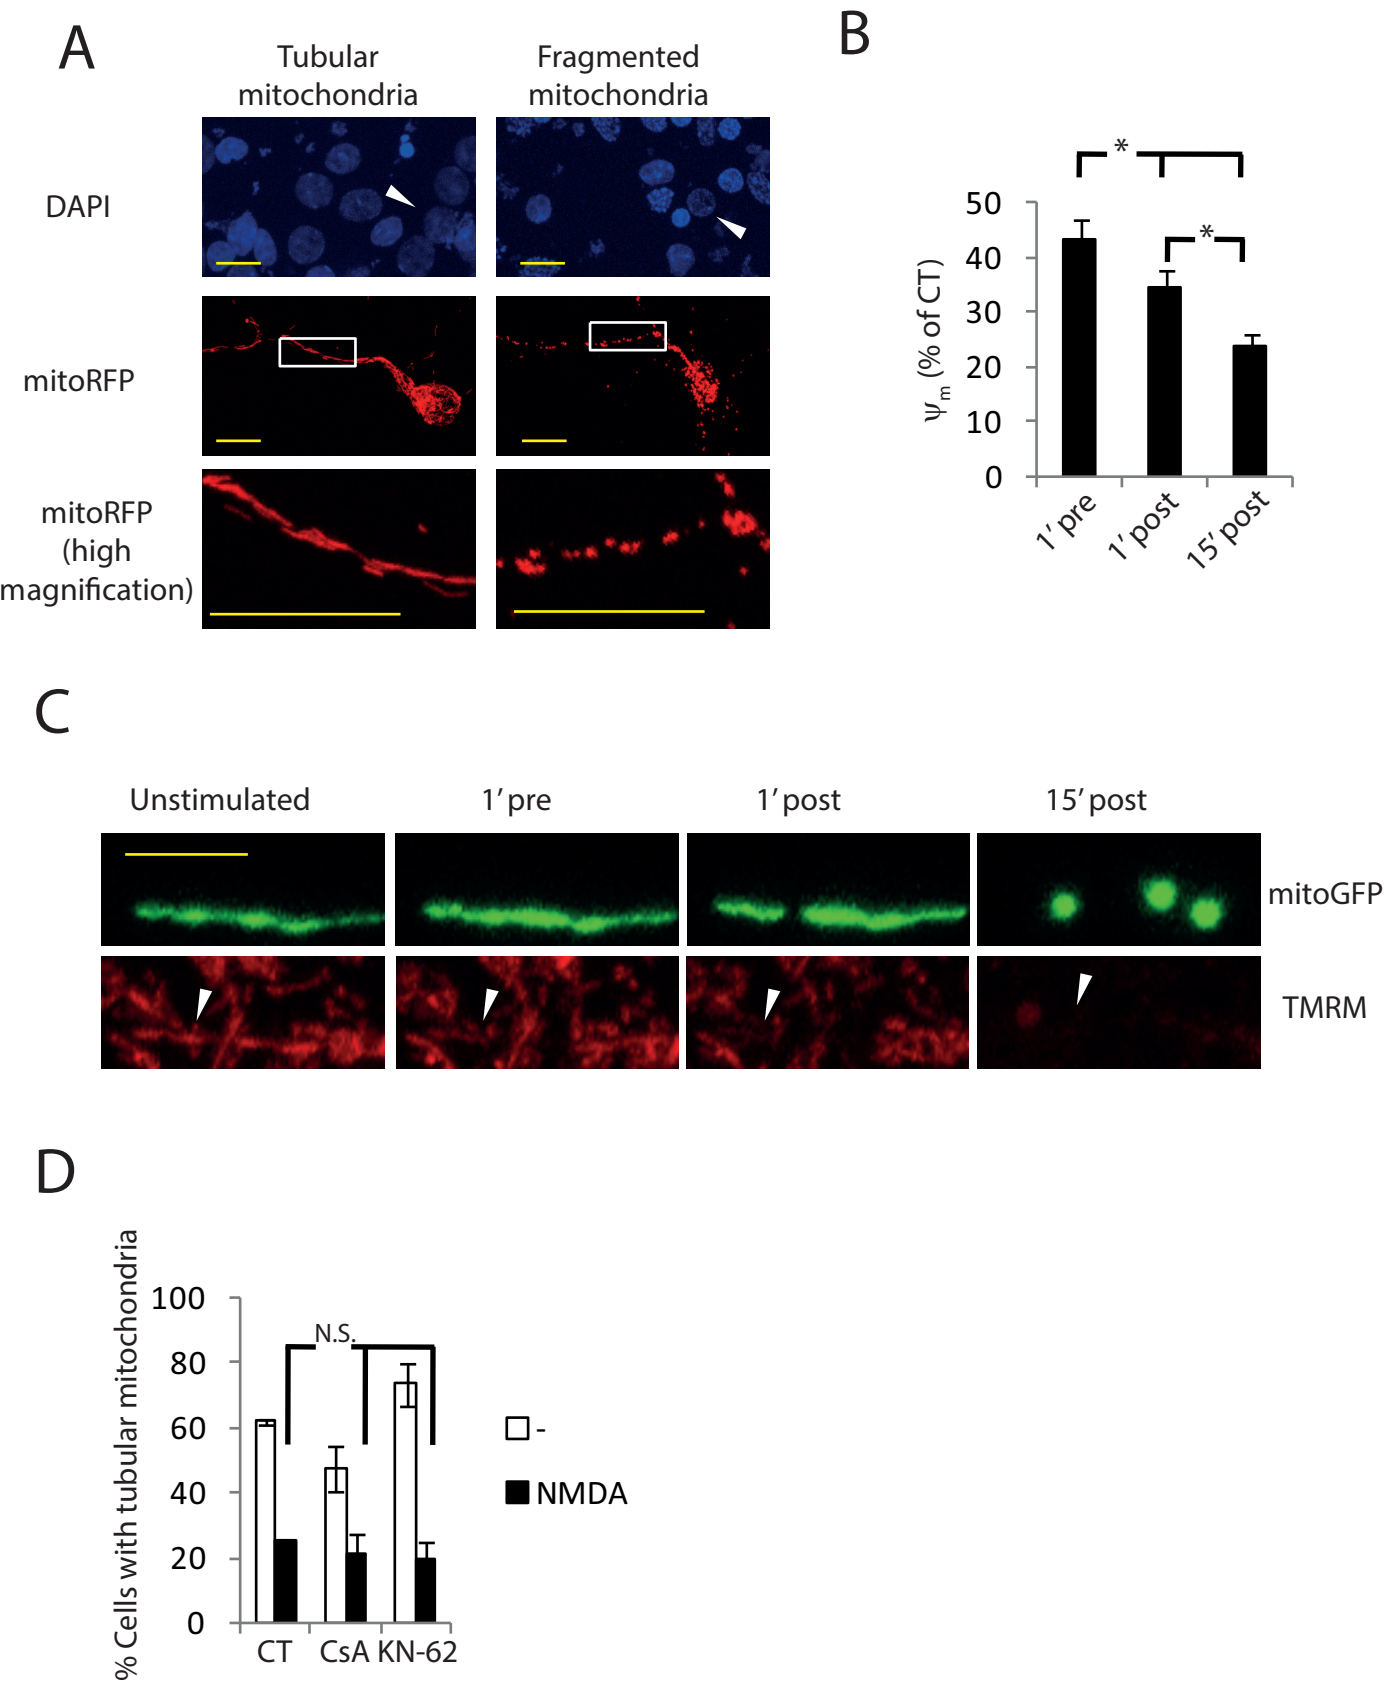 A
Tubular
mitochondria
Fragmented
mitochondria
DAPI
mitoRFP
mitoRFP
(high
magnification)
B
*
*
ψm (% of CT)
50
40
30
20
10
0
1' pre
1' post
15' post
C
Unstimulated
1' pre
1' post
15' post
mitoGFP
TMRM
D
% Cells with tubular mitochondria
100
80
60
40
20
0
N.S.
CT
CsA
KN-62
-
NMDA